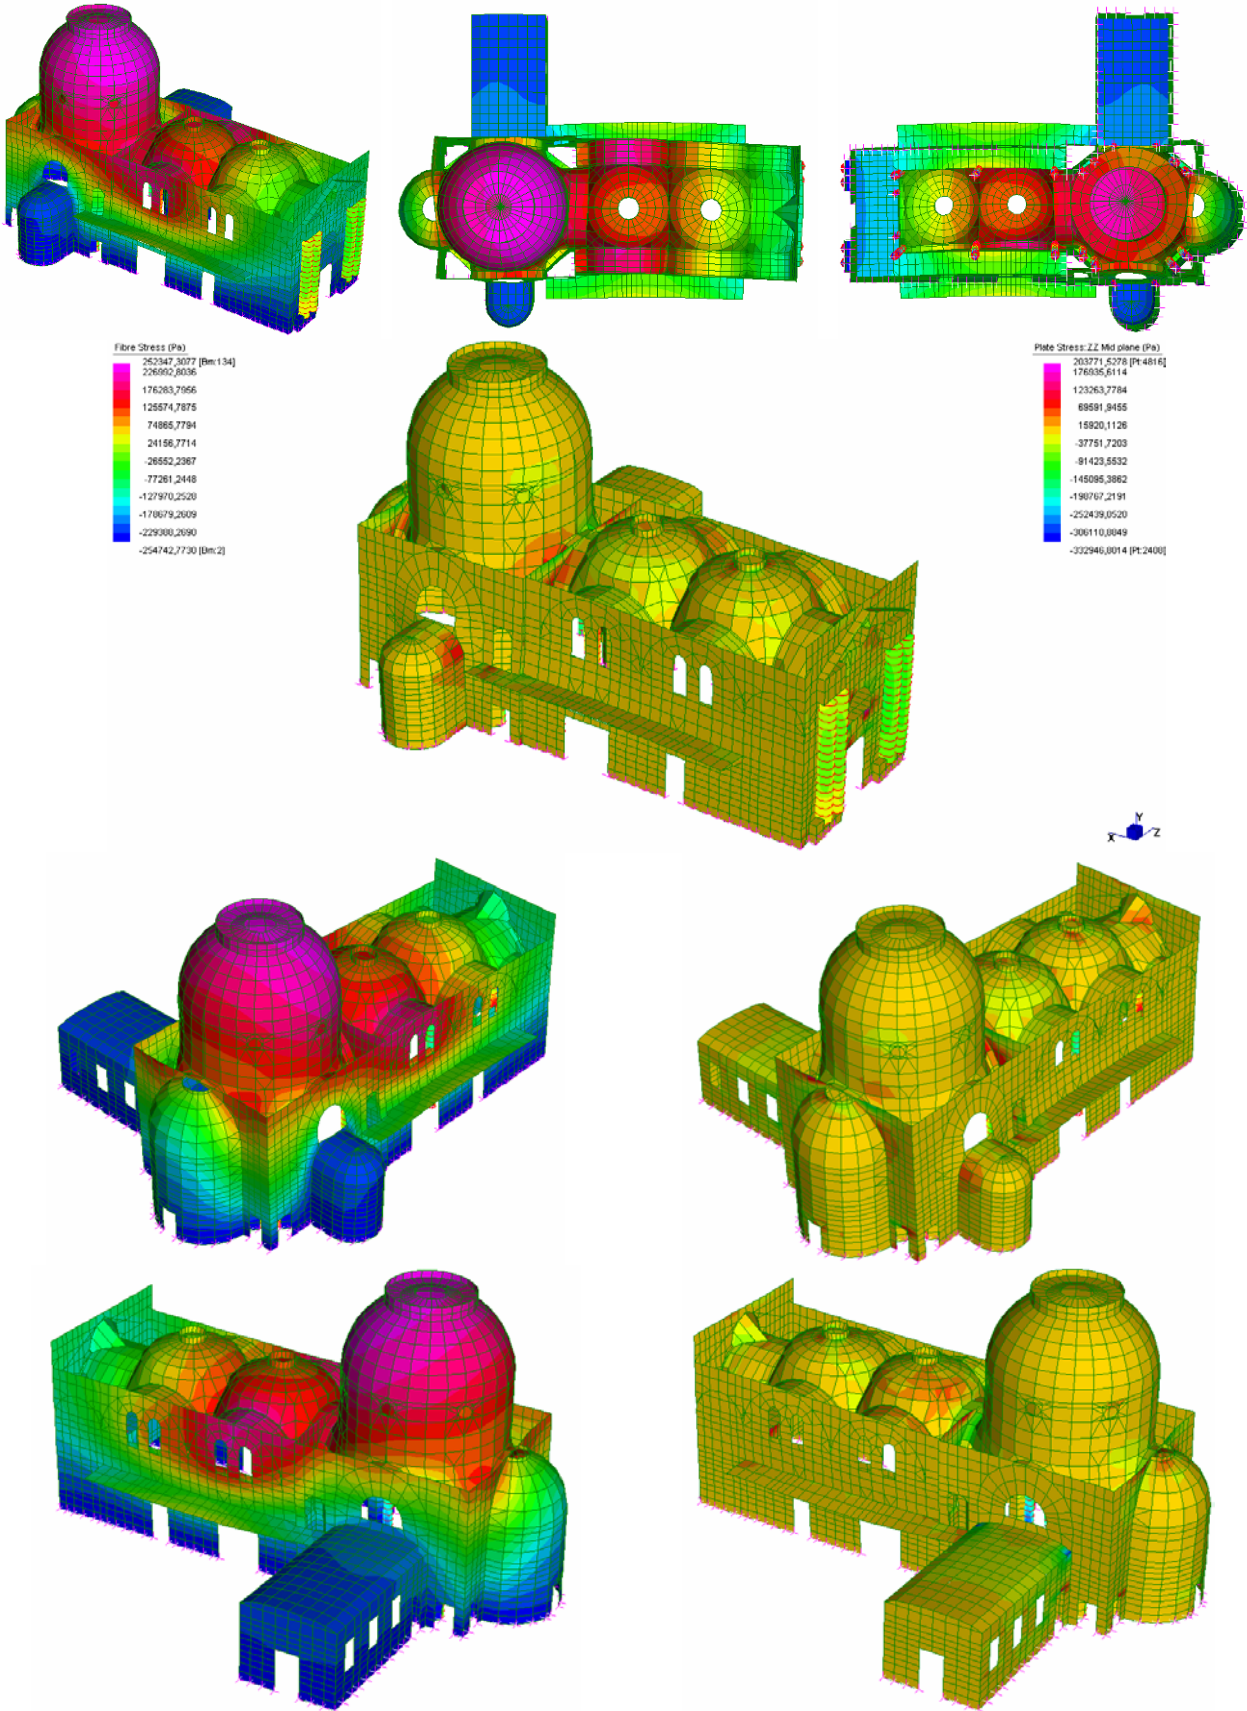 Fibre Stress (Pa)
252347,3077 [Bm:134]
226992,8036
176283,7956
125574,7875
74865,7794
24156,7714
-26552,2367
-77261,2448
-127970,2528
-178679,2609
-229388,2690
-254742,7730 [Bm:2]
Plate Stress:ZZ Mid plane (Pa)
203771,5278 [Pt:4816]
176935,6114
123263,7784
69591,9455
15920,1126
-37751,7203
-91423,5532
-145095,3862
-198767,2191
-252439,0520
-306110,8849
-332946,8014 [Pt:2408]
Y
X
Z